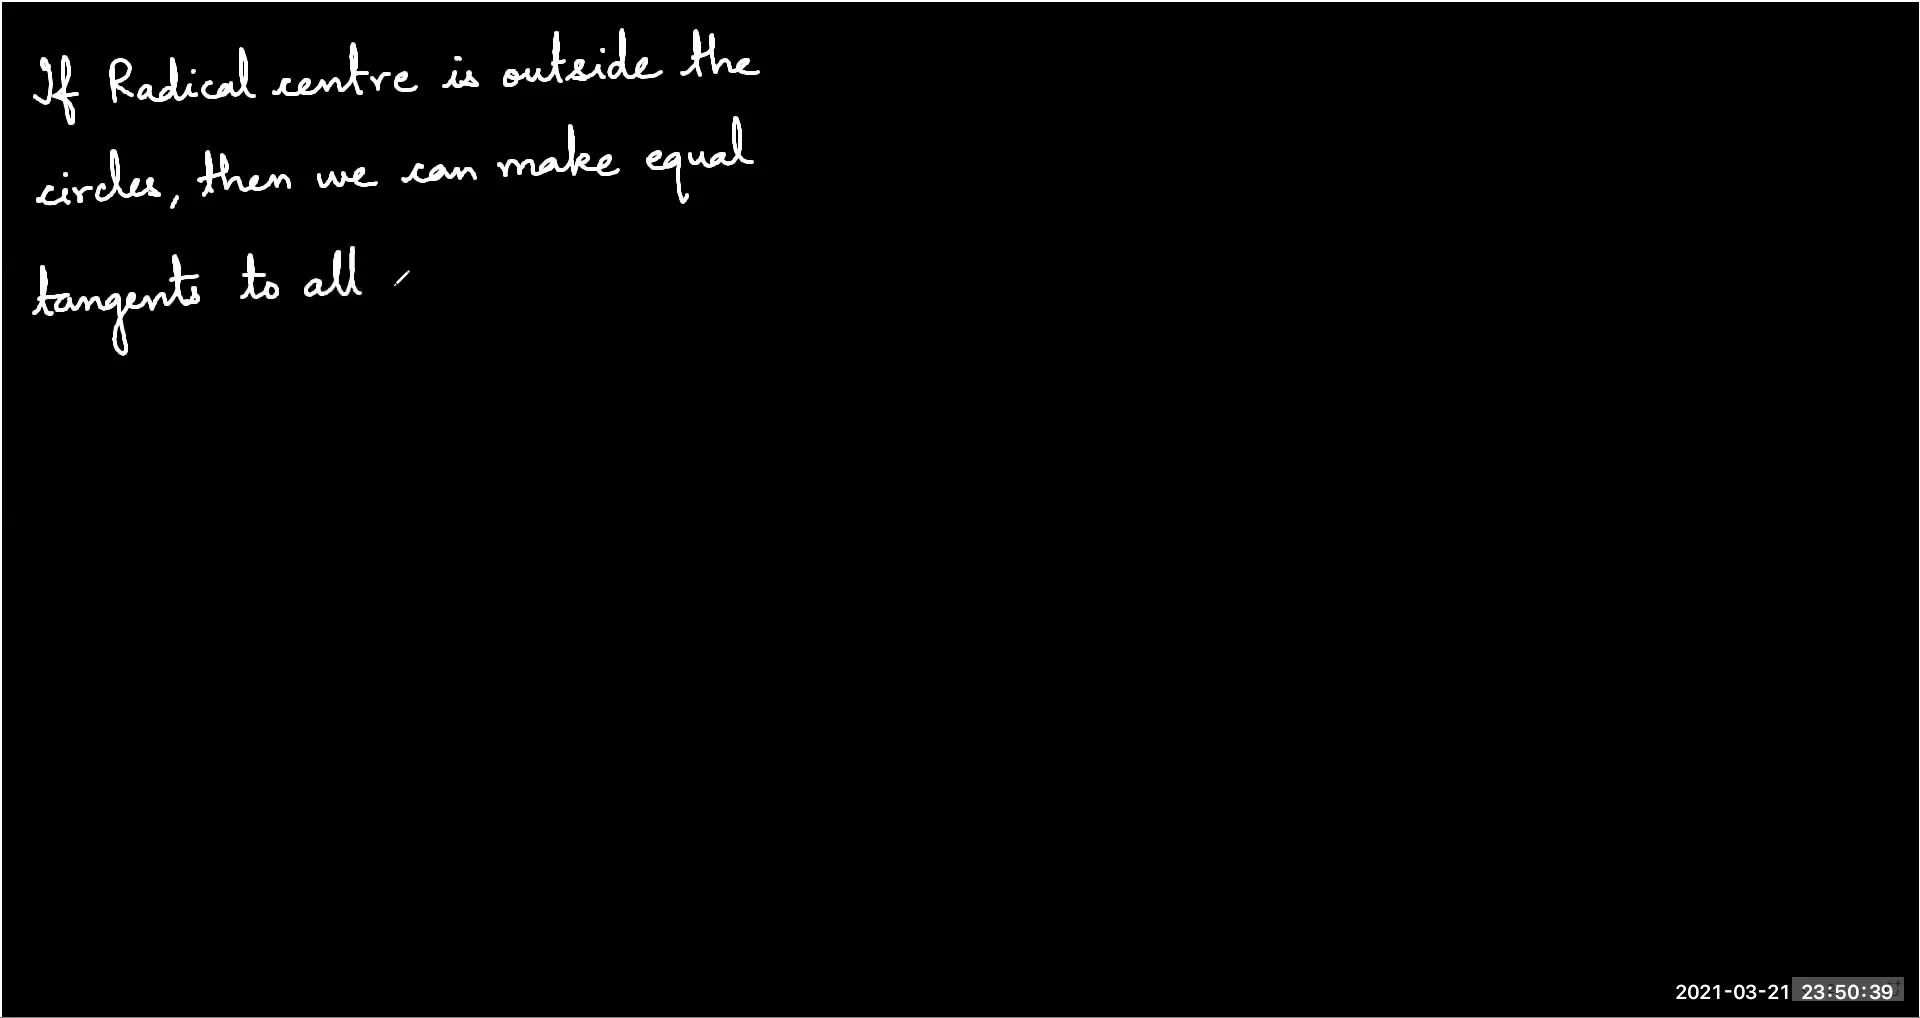 If Radical centre is outside the
circles, then we can make equal
tangents to all
2021-03-21 23:50:39